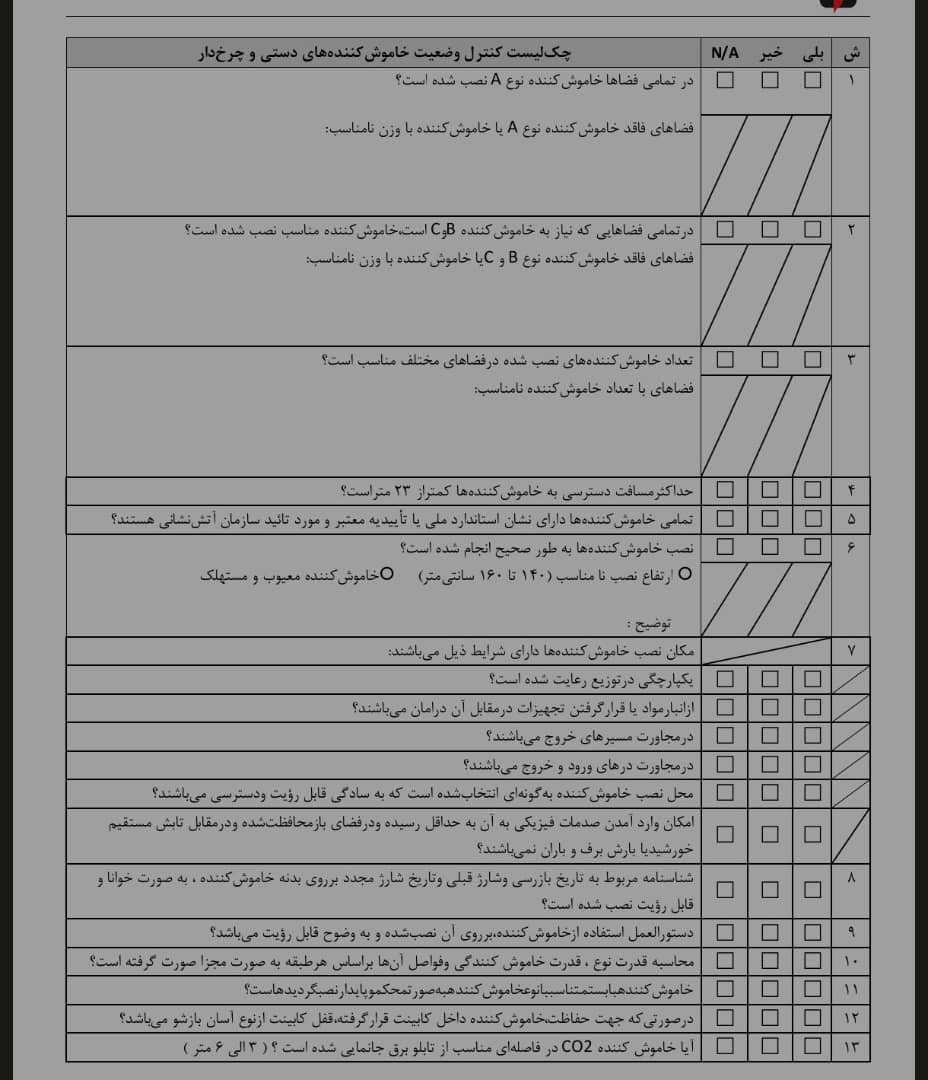 ش بلی خیر N/A چک‌لیست کنترل وضعیت خاموش‌کننده‌های دستی و چرخ‌دار
۱ در تمامی فضاها خاموش‌کننده نوع A نصب شده است؟
فضاهای فاقد خاموش‌کننده نوع A یا خاموش‌کننده با وزن نامناسب:
۲ درتمامی فضاهایی که نیاز به خاموش‌کننده BوC است،خاموش‌کننده مناسب نصب شده است؟
فضاهای فاقد خاموش‌کننده نوع B و Cیا خاموش‌کننده با وزن نامناسب:
۳ تعداد خاموش‌کننده‌های نصب شده درفضاهای مختلف مناسب است؟
فضاهای با تعداد خاموش‌کننده نامناسب:
۴ حداکثرمسافت دسترسی به خاموش‌کننده‌ها کمتراز ۲۳ متراست؟
۵ تمامی خاموش‌کننده‌ها دارای نشان استاندارد ملی یا تأییدیه معتبر و مورد تائید سازمان آتش‌نشانی هستند؟
۶ نصب خاموش‌کننده‌ها به طور صحیح انجام شده است؟
O ارتفاع نصب نا مناسب (۱۴۰ تا ۱۶۰ سانتی‌متر) Oخاموش‌کننده معیوب و مستهلک
توضیح :
۷ مکان نصب خاموش‌کننده‌ها دارای شرایط ذیل می‌باشند:
یکپارچگی درتوزیع رعایت شده است؟
ازانبارمواد یا قرارگرفتن تجهیزات درمقابل آن درامان می‌باشند؟
درمجاورت مسیرهای خروج می‌باشند؟
درمجاورت درهای ورود و خروج می‌باشند؟
محل نصب خاموش‌کننده به‌گونه‌ای انتخاب‌شده است که به سادگی قابل رؤیت ودسترسی می‌باشند؟
امکان وارد آمدن صدمات فیزیکی به آن به حداقل رسیده ودرفضای بازمحافظت‌شده ودرمقابل تابش مستقیم
خورشیدیا بارش برف و باران نمی‌باشند؟
۸ شناسنامه مربوط به تاریخ بازرسی وشارژ قبلی وتاریخ شارژ مجدد برروی بدنه خاموش‌کننده ، به صورت خوانا و
قابل رؤیت نصب شده است؟
۹ دستورالعمل استفاده ازخاموش‌کننده،برروی آن نصب‌شده و به وضوح قابل رؤیت می‌باشد؟
۱۰ محاسبه قدرت نوع ، قدرت خاموش کنندگی وفواصل آن‌ها براساس هرطبقه به صورت مجزا صورت گرفته است؟
۱۱ خاموش‌کنندهبابستمتناسببانوعخاموش‌کنندهبه‌صورتمحکموپایدارنصبگردیدهاست؟
۱۲ درصورتی‌که جهت حفاظت،خاموش‌کننده داخل کابینت قرارگرفته،قفل کابینت ازنوع آسان بازشو می‌باشد؟
۱۳ آیا خاموش کننده CO2 در فاصله‌ای مناسب از تابلو برق جانمایی شده است ؟ ( ۳ الی ۶ متر )